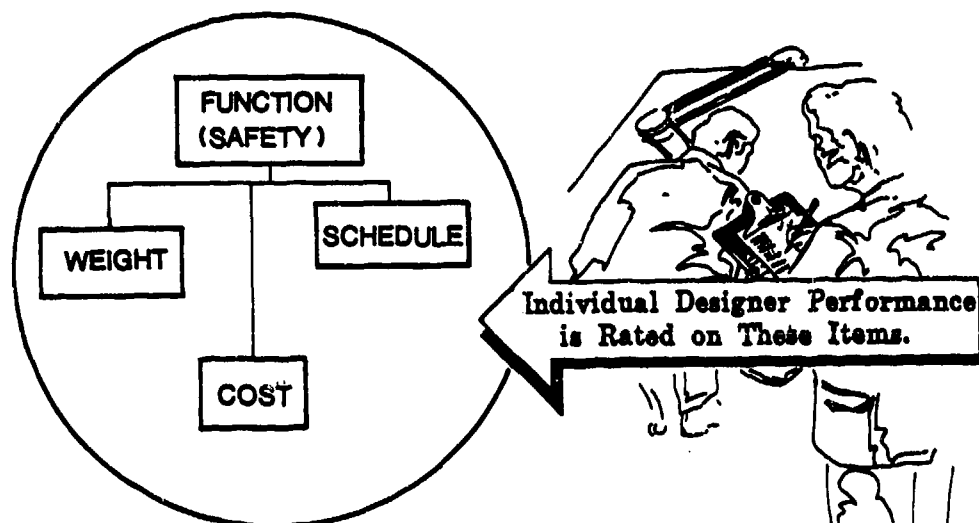 FUNCTION
(SAFETY)
WEIGHT
SCHEDULE
COST
Individual Designer Performance
is Rated on These Items.